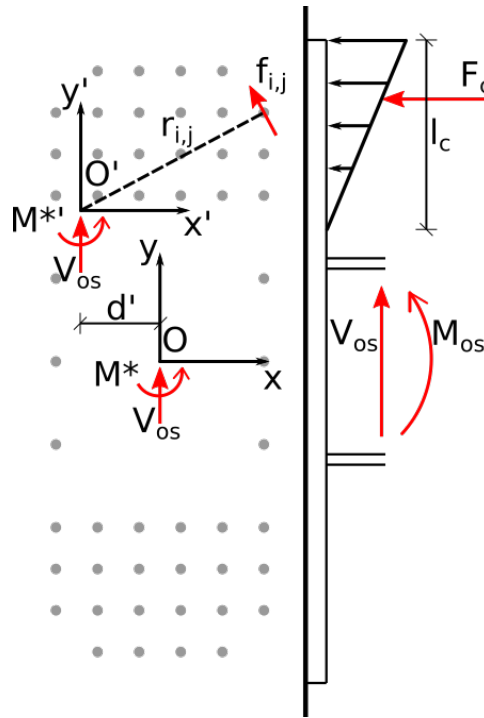 y'
f i,j
r i,j
F
l c
O'
M*'
x'
V os
y
d'
O
M*
x
V os
V os
M os